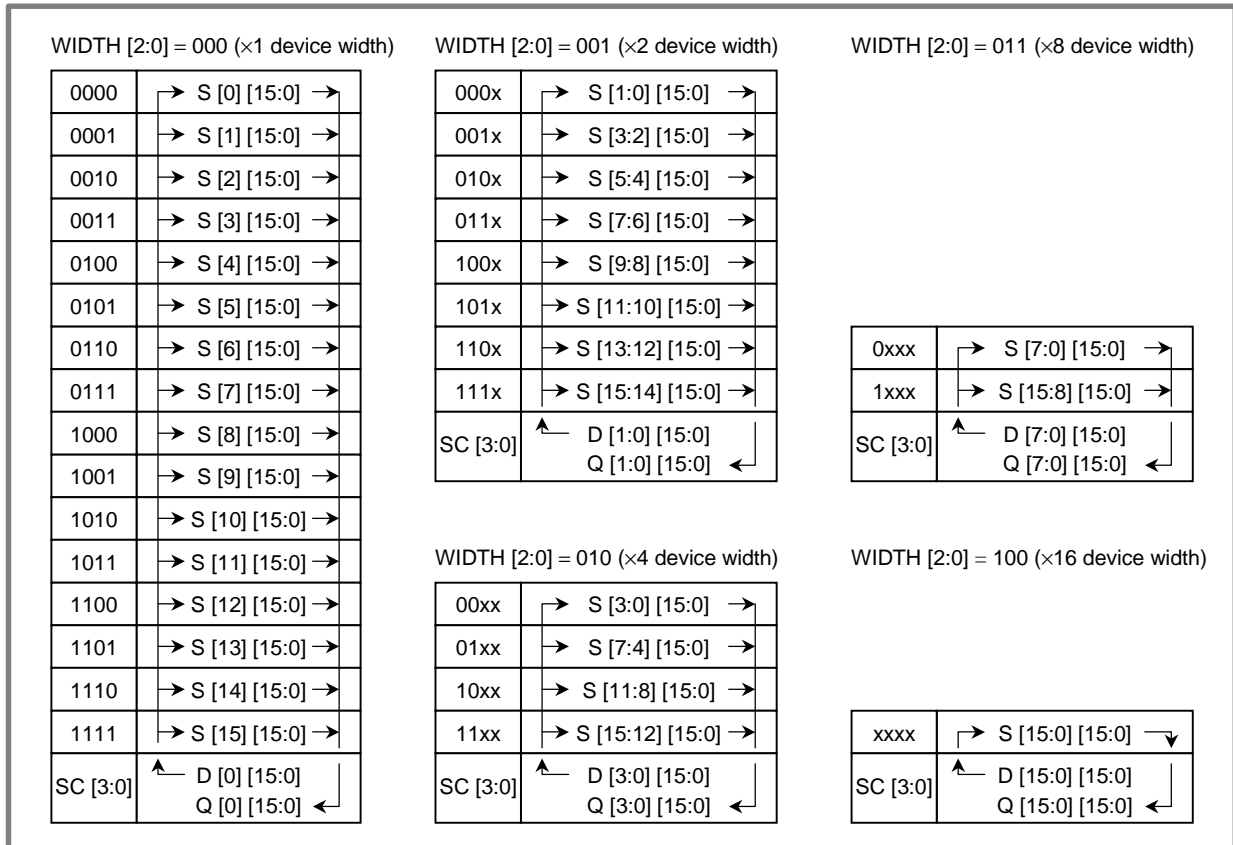 WIDTH [2:0] = 000 (×1 device width)
0000 S [0] [15:0]
0001 S [1] [15:0]
0010 S [2] [15:0]
0011 S [3] [15:0]
0100 S [4] [15:0]
0101 S [5] [15:0]
0110 S [6] [15:0]
0111 S [7] [15:0]
1000 S [8] [15:0]
1001 S [9] [15:0]
1010 S [10] [15:0]
1011 S [11] [15:0]
1100 S [12] [15:0]
1101 S [13] [15:0]
1110 S [14] [15:0]
1111 S [15] [15:0]
SC [3:0] D [0] [15:0]
Q [0] [15:0]
WIDTH [2:0] = 001 (×2 device width)
000x S [1:0] [15:0]
001x S [3:2] [15:0]
010x S [5:4] [15:0]
011x S [7:6] [15:0]
100x S [9:8] [15:0]
101x S [11:10] [15:0]
110x S [13:12] [15:0]
111x S [15:14] [15:0]
SC [3:0] D [1:0] [15:0]
Q [1:0] [15:0]
WIDTH [2:0] = 010 (×4 device width)
00xx S [3:0] [15:0]
01xx S [7:4] [15:0]
10xx S [11:8] [15:0]
11xx S [15:12] [15:0]
SC [3:0] D [3:0] [15:0]
Q [3:0] [15:0]
WIDTH [2:0] = 011 (×8 device width)
0xxx S [7:0] [15:0]
1xxx S [15:8] [15:0]
SC [3:0] D [7:0] [15:0]
Q [7:0] [15:0]
WIDTH [2:0] = 100 (×16 device width)
xxxx S [15:0] [15:0]
SC [3:0] D [15:0] [15:0]
Q [15:0] [15:0]